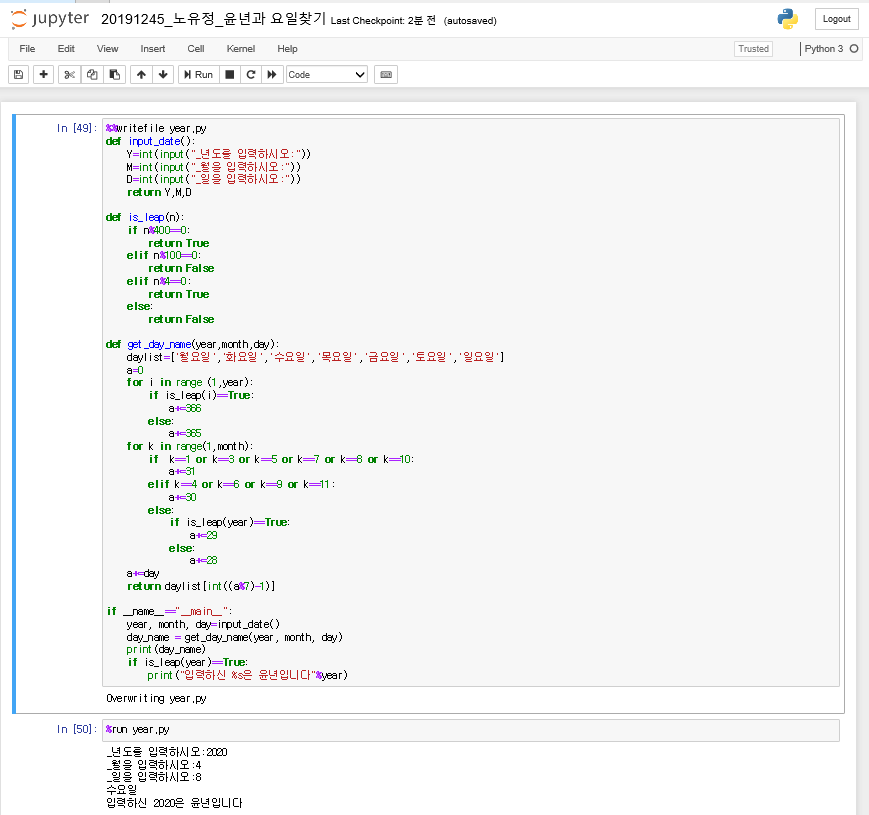 jupyter 20191245_노유정_윤년과 요일찾기 Last Checkpoint: 2분 전 (autosaved)
Logout
File Edit View Insert Cell Kernel Help
Trusted Python 3
Run Code
In [49]:
%%writefile year.py
def input_date():
    Y=int(input("_년도를 입력하시오:"))
    M=int(input("_월을 입력하시오:"))
    D=int(input("_일을 입력하시오:"))
    return Y,M,D
def is_leap(n):
    if n%400==0:
        return True
    elif n%100==0:
        return False
    elif n%4==0:
        return True
    else:
        return False
def get_day_name(year,month,day):
    daylist=['월요일','화요일','수요일','목요일','금요일','토요일','일요일']
    a=0
    for i in range (1,year):
        if is_leap(i)==True:
            a+=366
        else:
            a+=365
    for k in range(1,month):
        if  k==1 or k==3 or k==5 or k==7 or k==8 or k==10:
            a+=31
        elif k==4 or k==6 or k==9 or k==11:
            a+=30
        else:
            if is_leap(year)==True:
                a+=29
            else:
                a+=28
    a+=day
    return daylist[int((a%7)-1)]
if __name__=="__main__":
    year, month, day=input_date()
    day_name = get_day_name(year, month, day)
    print(day_name)
    if is_leap(year)==True:
        print("입력하신 %s은 윤년입니다"%year)
Overwriting year.py
In [50]:
%run year.py
_년도를 입력하시오:2020
_월을 입력하시오:4
_일을 입력하시오:8
수요일
입력하신 2020은 윤년입니다